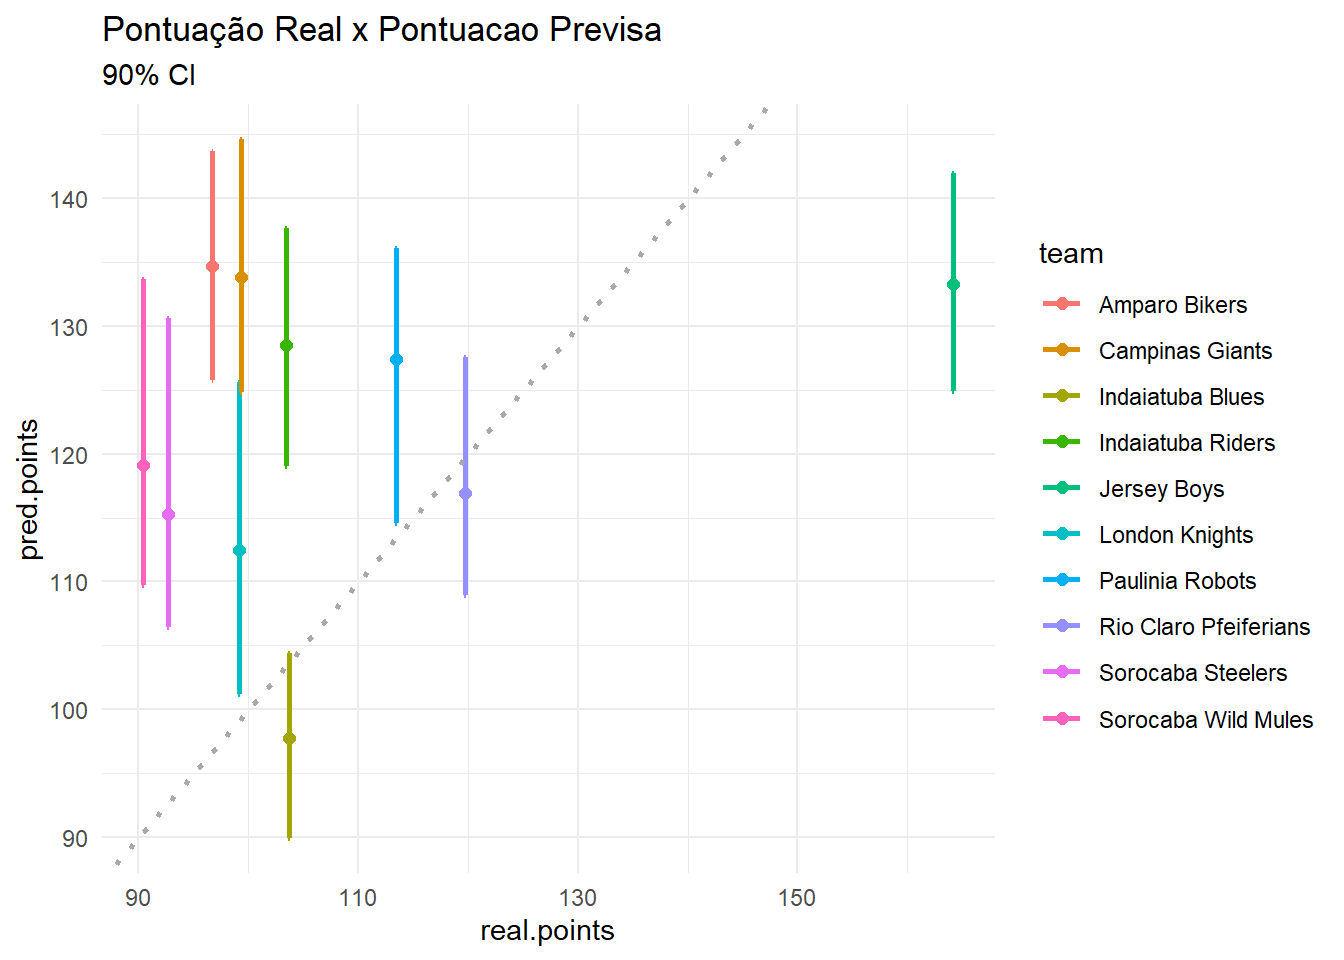 Pontuação Real x Pontuacao Previsa
90% CI
140
130
120
110
100
90
pred.points
90
110
130
150
real.points
team
Amparo Bikers
Campinas Giants
Indaiatuba Blues
Indaiatuba Riders
Jersey Boys
London Knights
Paulinia Robots
Rio Claro Pfeiferians
Sorocaba Steelers
Sorocaba Wild Mules